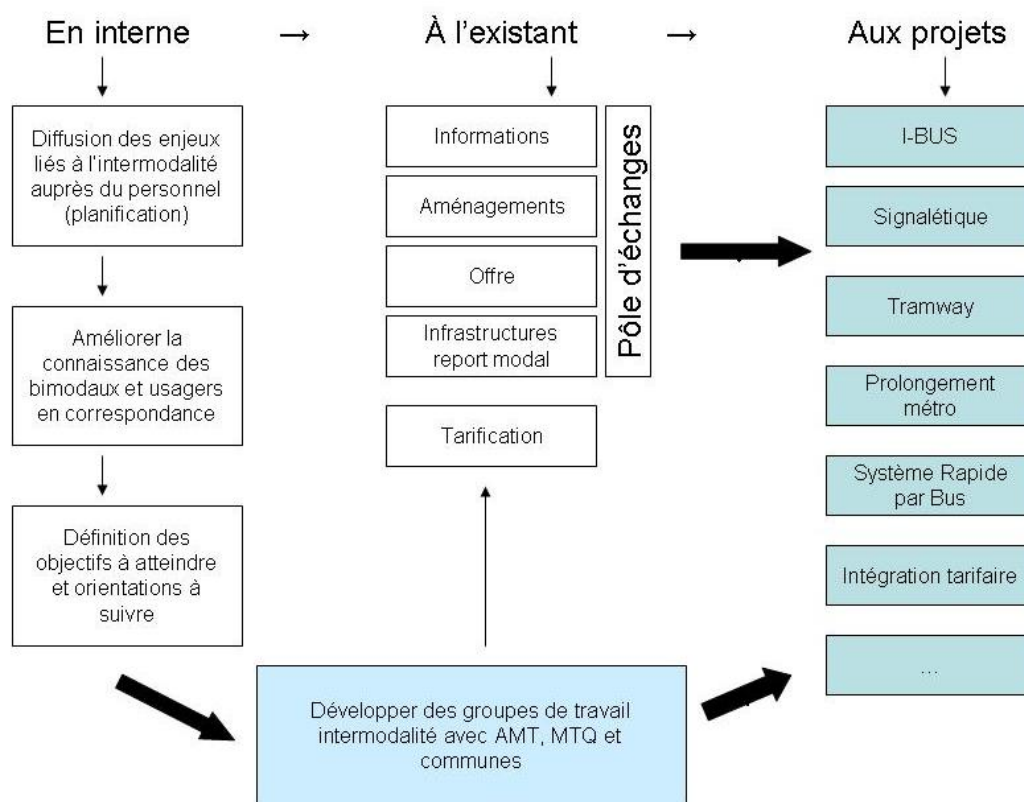 En interne → À l'existant → Aux projets
Diffusion des enjeux
liés à l'intermodalité
auprès du personnel
(planification)
Améliorer la
connaissance des
bimodaux et usagers
en correspondance
Définition des
objectifs à atteindre
et orientations à
suivre
Informations
Aménagements
Offre
Infrastructures
report modal
Pôle d'échanges
Tarification
I-BUS
Signalétique
Tramway
Prolongement
métro
Système Rapide
par Bus
Intégration tarifaire
...
Développer des groupes de travail
intermodalité avec AMT, MTQ et
communes